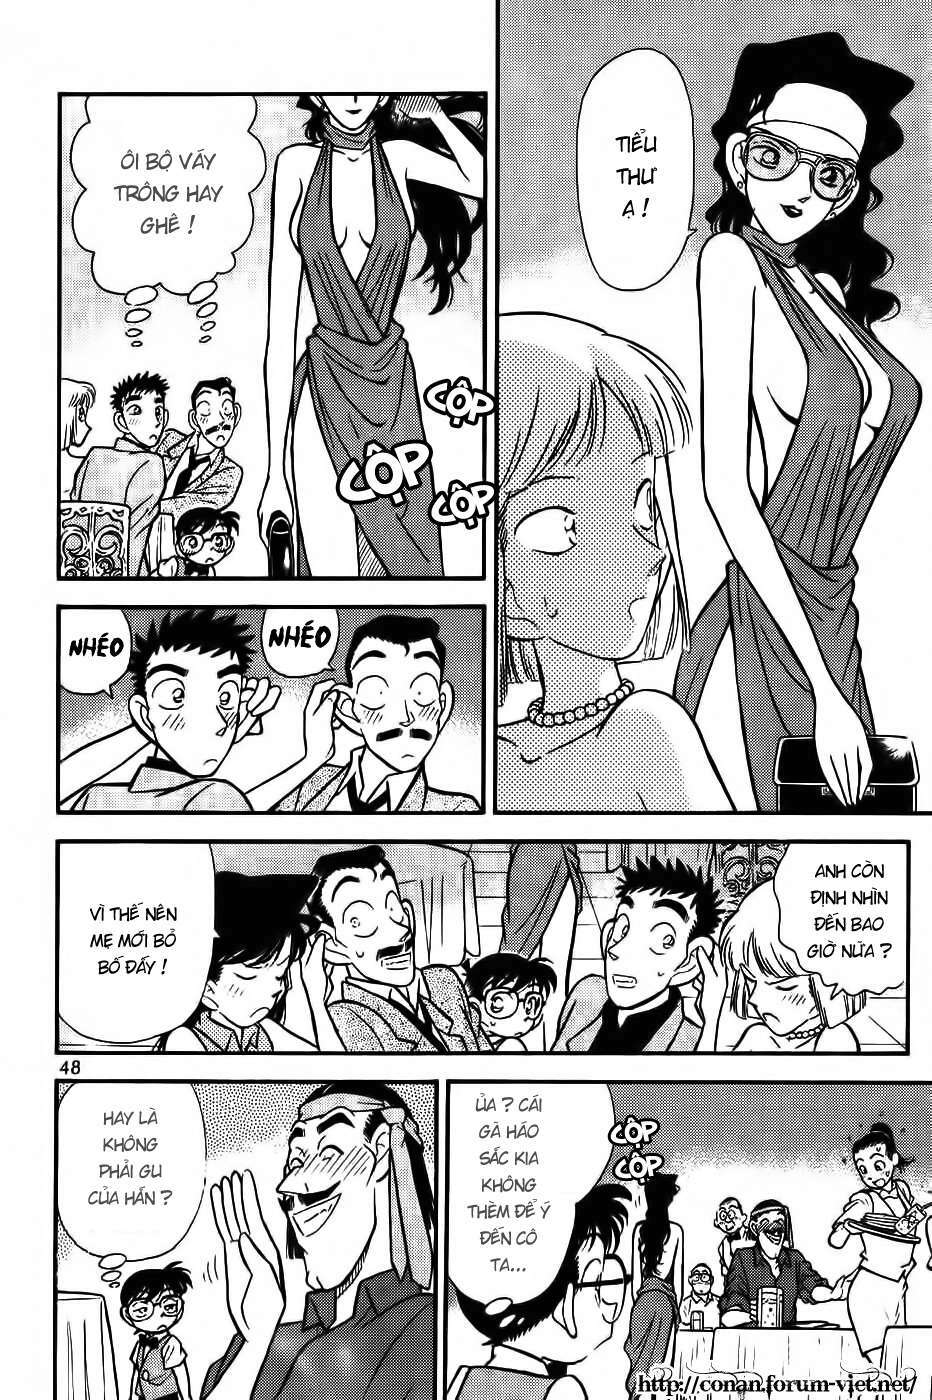 ÔI BỘ VÁY
TRÔNG HAY
GHÊ !
CỘP
CỘP
CỘP
TIỂU
THƯ
Ạ !
NHÉO
NHÉO
VÌ THẾ NÊN
MẸ MỚI BỎ
BỐ ĐẤY !
ANH CÒN
ĐỊNH NHÌN
ĐẾN BAO
GIỜ NỮA ?
48
HAY LÀ
KHÔNG
PHẢI GU
CỦA HẮN ?
ỦA ? CÁI
GÃ HÁO
SẮC KIA
KHÔNG
THÈM ĐỂ Ý
ĐẾN CÔ
TA...
CỘP
CỘP
http://conan.forum-viet.net/